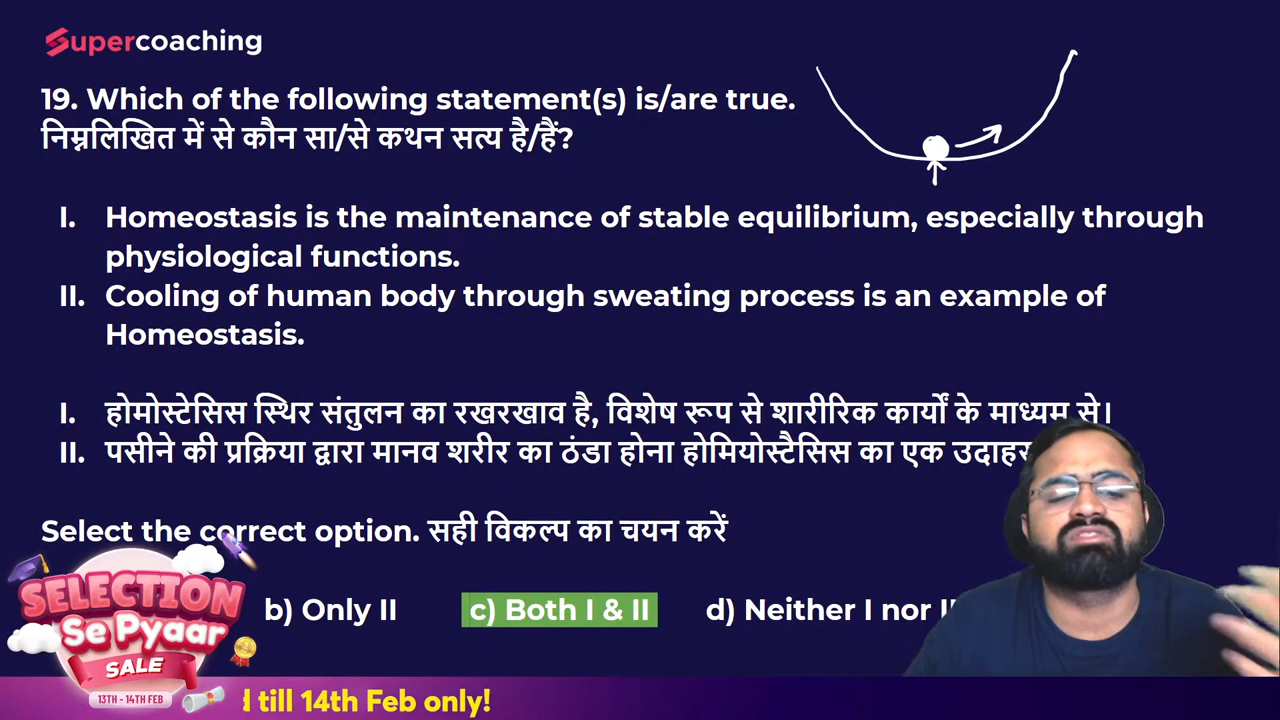 Supercoaching
19. Which of the following statement(s) is/are true.
निम्नलिखित में से कौन सा/से कथन सत्य है/हैं?
I. Homeostasis is the maintenance of stable equilibrium, especially through
physiological functions.
II. Cooling of human body through sweating process is an example of
Homeostasis.
I. होमोस्टेसिस स्थिर संतुलन का रखरखाव है, विशेष रूप से शारीरिक कार्यों के माध्यम से।
II. पसीने की प्रक्रिया द्वारा मानव शरीर का ठंडा होना होमियोस्टैसिस का एक
Select the correct option. सही विकल्प का चयन करें
b) Only II c) Both I & II d) Neither I nor
SELECTION
Se Pyaar
SALE
13TH - 14TH FEB
till 14th Feb only!